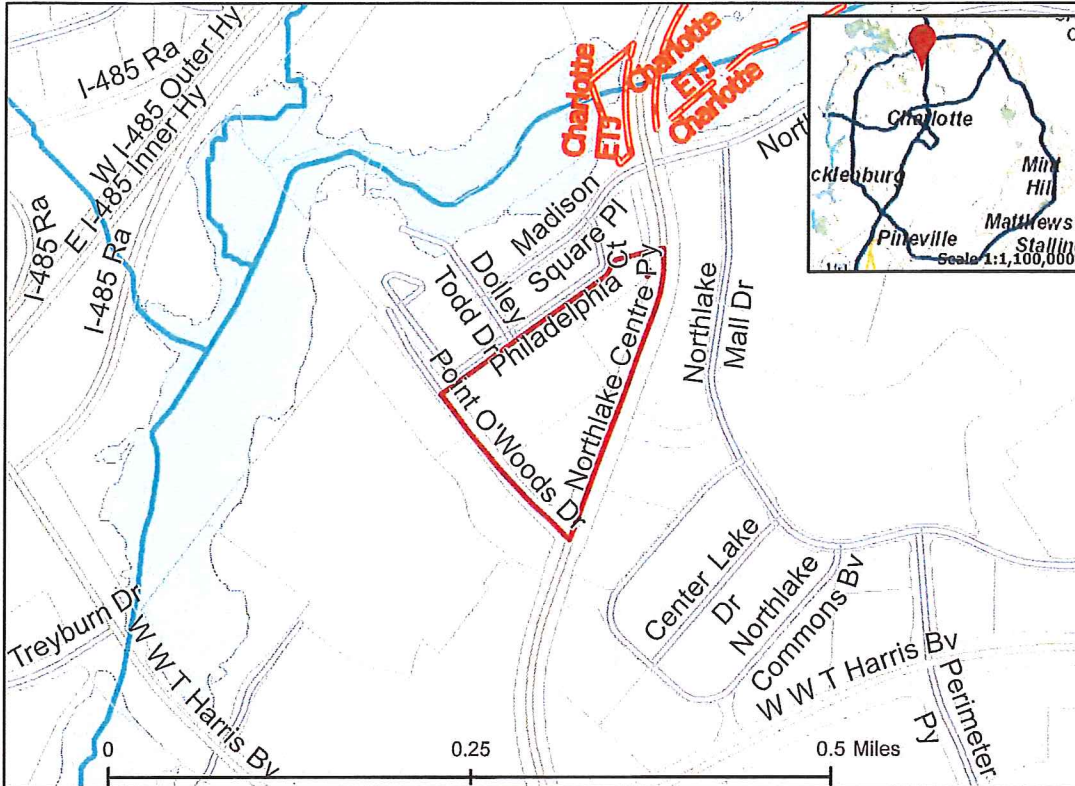 I-485 Ra
W I-485 Outer Hy
E I-485 Inner Hy
I-485 Ra
I-485 Ra
Charlotte
ETJ
Charlotte
ETJ
Charlotte
Madison
Square Pl
Dolley
Todd Dr
Philadelphia Ct
Point O'Woods Dr
Northlake Centre Py
Northlake
Mall Dr
Center Lake
Dr
Northlake
Commons Bv
W W T Harris Bv
Perimeter
Py
Treyburn Dr
W W T Harris Bv
0 0.25 0.5 Miles
Charlotte
cklenburg
Mint
Hill
Matthews
Stallin
Pineville
Scale 1:1,100,000